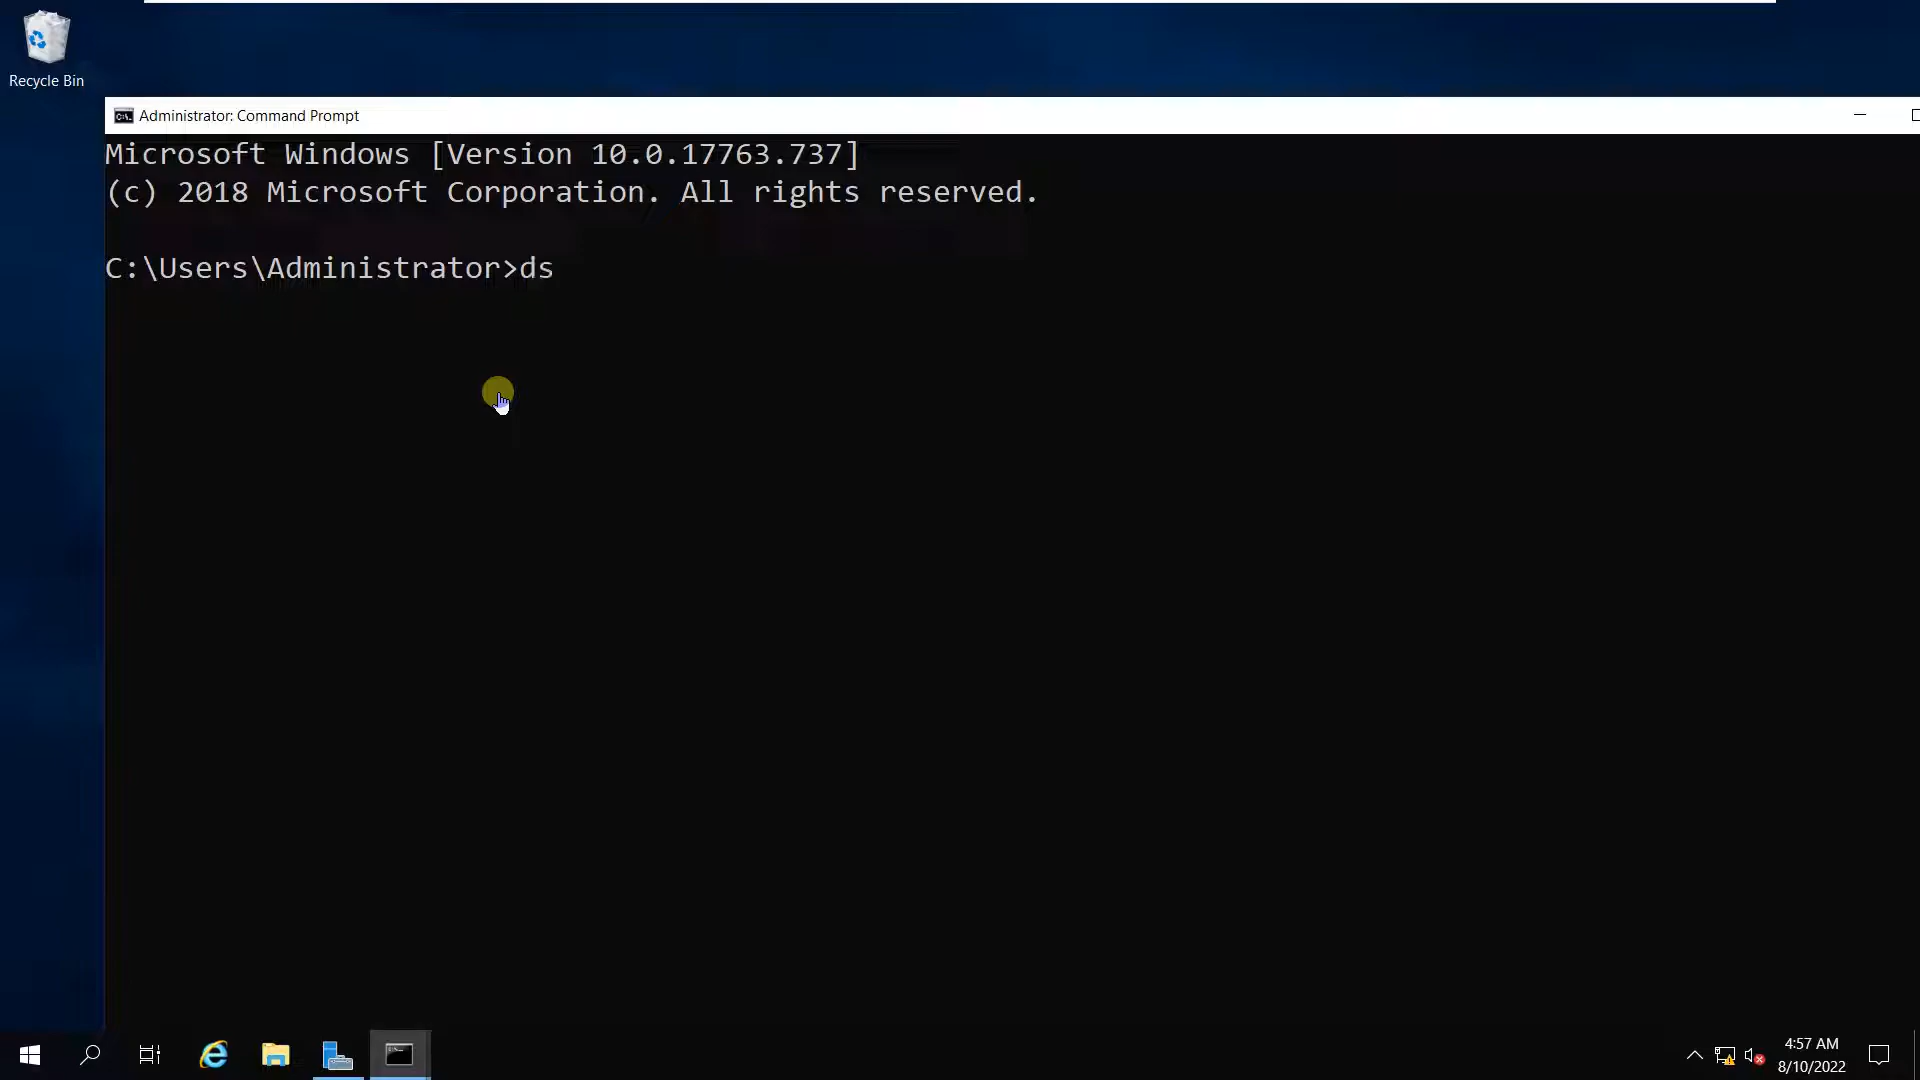 Recycle Bin
Administrator: Command Prompt
Microsoft Windows [Version 10.0.17763.737]
(c) 2018 Microsoft Corporation. All rights reserved.
C:\Users\Administrator>ds
4:57 AM
8/10/2022